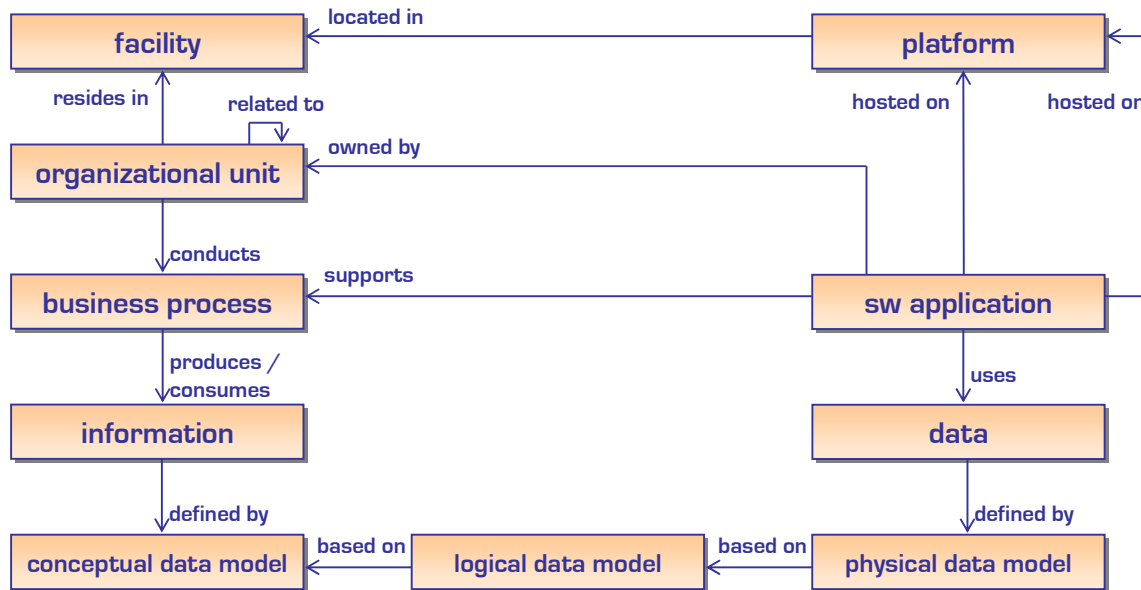 located in
facility
platform
resides in
related to
hosted on
hosted on
owned by
organizational unit
conducts
supports
business process
sw application
produces /
consumes
uses
information
data
defined by
defined by
based on
based on
conceptual data model
logical data model
physical data model